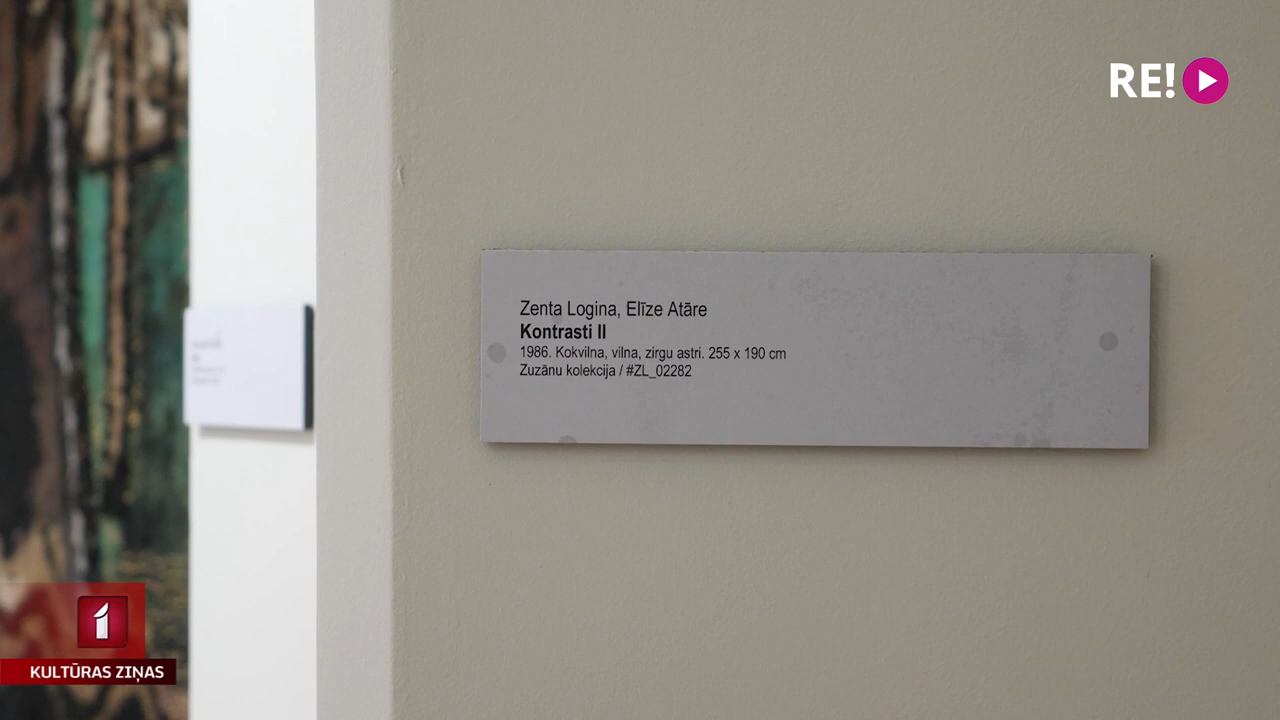 RE!
Zenta Logina, Elīze Atāre
Kontrasti II
1986. Kokvilna, vilna, zirgu astri. 255 x 190 cm
Zuzānu kolekcija / #ZL_02282
1
KULTŪRAS ZIŅAS